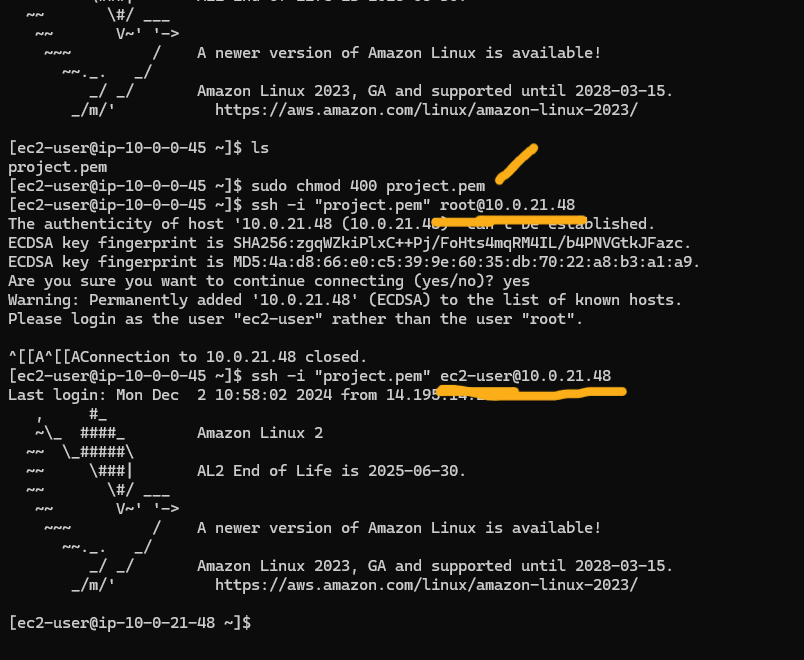 AL2 End of Life is 2025-06-30.
~~       \#/ ___
~~       V~' '->
~~~         /    A newer version of Amazon Linux is available!
~~._.   _/
_/ _/       Amazon Linux 2023, GA and supported until 2028-03-15.
_/m/'           https://aws.amazon.com/linux/amazon-linux-2023/
[ec2-user@ip-10-0-0-45 ~]$ ls
project.pem
[ec2-user@ip-10-0-0-45 ~]$ sudo chmod 400 project.pem
[ec2-user@ip-10-0-0-45 ~]$ ssh -i "project.pem" root@10.0.21.48
The authenticity of host '10.0.21.48 (10.0.21.48)' can't be established.
ECDSA key fingerprint is SHA256:zgqWZkiPlxC++Pj/FoHts4mqRM4IL/b4PNVGtkJFazc.
ECDSA key fingerprint is MD5:4a:d8:66:e0:c5:39:9e:60:35:db:70:22:a8:b3:a1:a9.
Are you sure you want to continue connecting (yes/no)? yes
Warning: Permanently added '10.0.21.48' (ECDSA) to the list of known hosts.
Please login as the user "ec2-user" rather than the user "root".
^[[A^[[AConnection to 10.0.21.48 closed.
[ec2-user@ip-10-0-0-45 ~]$ ssh -i "project.pem" ec2-user@10.0.21.48
Last login: Mon Dec  2 10:58:02 2024 from
,     #_
~\_  ####_        Amazon Linux 2
~~  \_#####\
~~     \###|       AL2 End of Life is 2025-06-30.
~~       \#/ ___
~~       V~' '->
~~~         /    A newer version of Amazon Linux is available!
~~._.   _/
_/ _/       Amazon Linux 2023, GA and supported until 2028-03-15.
_/m/'           https://aws.amazon.com/linux/amazon-linux-2023/
[ec2-user@ip-10-0-21-48 ~]$